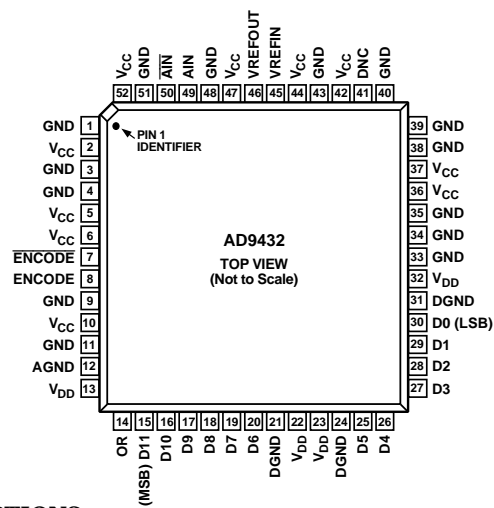 VCC
GND
AIN
AIN
GND
VCC
VREFOUT
VREFIN
VCC
GND
VCC
DNC
GND
52 51 50 49 48 47 46 45 44 43 42 41 40
GND 1
VCC 2
GND 3
GND 4
VCC 5
VCC 6
ENCODE 7
ENCODE 8
GND 9
VCC 10
GND 11
AGND 12
VDD 13
PIN 1
IDENTIFIER
AD9432
TOP VIEW
(Not to Scale)
39 GND
38 GND
37 VCC
36 VCC
35 GND
34 GND
33 GND
32 VDD
31 DGND
30 D0 (LSB)
29 D1
28 D2
27 D3
14 15 16 17 18 19 20 21 22 23 24 25 26
OR
(MSB) D11
D10
D9
D8
D7
D6
DGND
VDD
VDD
DGND
D5
D4